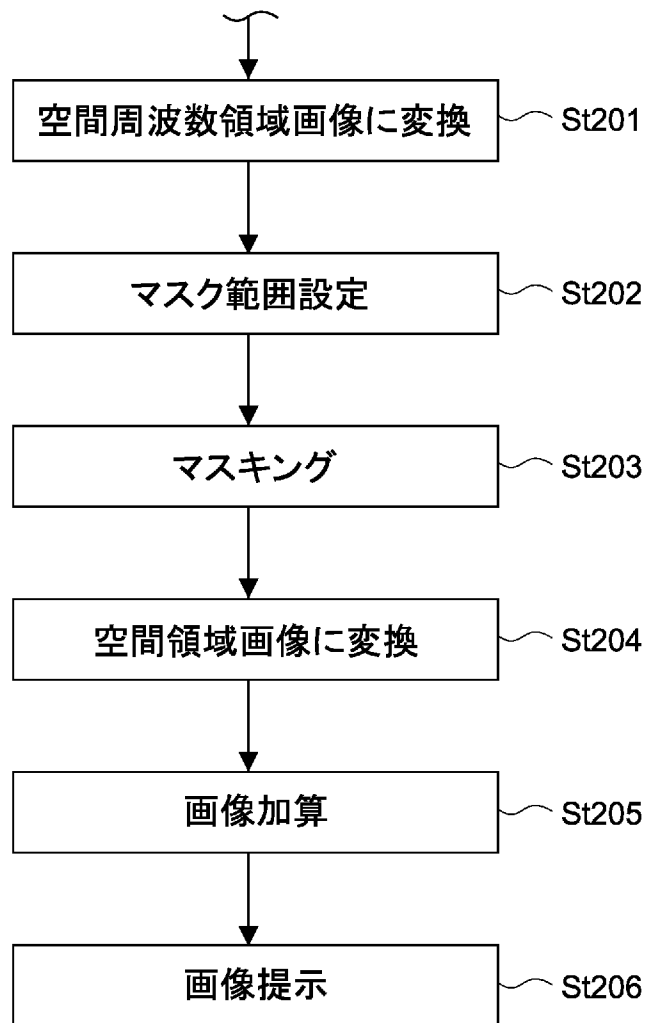 空間周波数領域画像に変換 St201
マスク範囲設定 St202
マスキング St203
空間領域画像に変換 St204
画像加算 St205
画像提示 St206